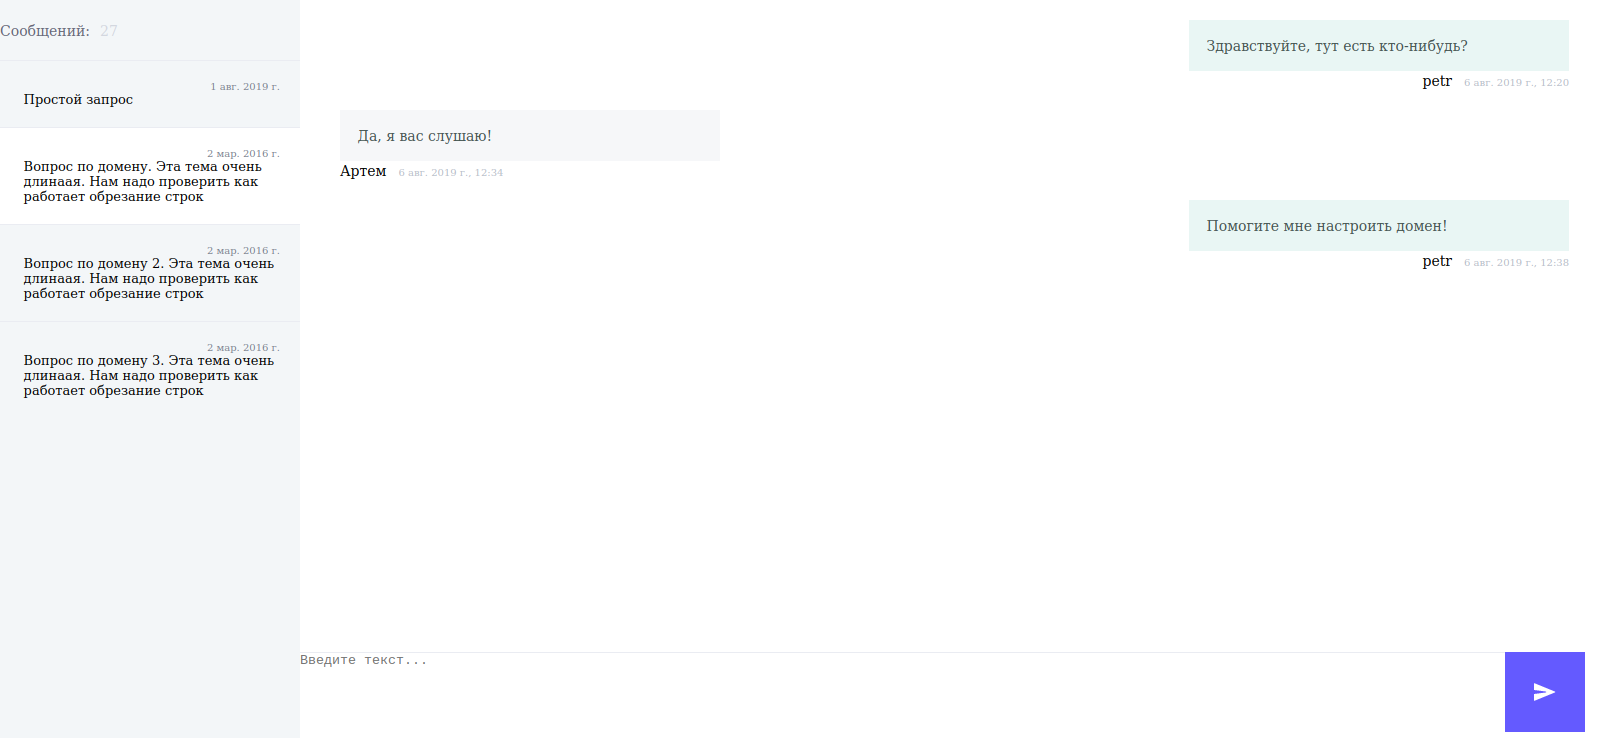 Сообщений: 27
1 авг. 2019 г.
Простой запрос
2 мар. 2016 г.
Вопрос по домену. Эта тема очень
длинаая. Нам надо проверить как
работает обрезание строк
2 мар. 2016 г.
Вопрос по домену 2. Эта тема очень
длинаая. Нам надо проверить как
работает обрезание строк
2 мар. 2016 г.
Вопрос по домену 3. Эта тема очень
длинаая. Нам надо проверить как
работает обрезание строк
Здравствуйте, тут есть кто-нибудь?
petr 6 авг. 2019 г., 12:20
Да, я вас слушаю!
Артем 6 авг. 2019 г., 12:34
Помогите мне настроить домен!
petr 6 авг. 2019 г., 12:38
Введите текст...